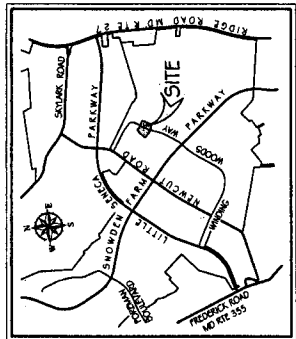 RIDGE ROAD MD RTE 27
SKYLARK ROAD
LITTLE SENECA PARKWAY
SITE
SNOWDEN FARM PARKWAY
NEWCUT ROAD
WINDING WOODS WAY
N
E
S
W
BOULEVARD
FREDERICK ROAD
MD RTE 355